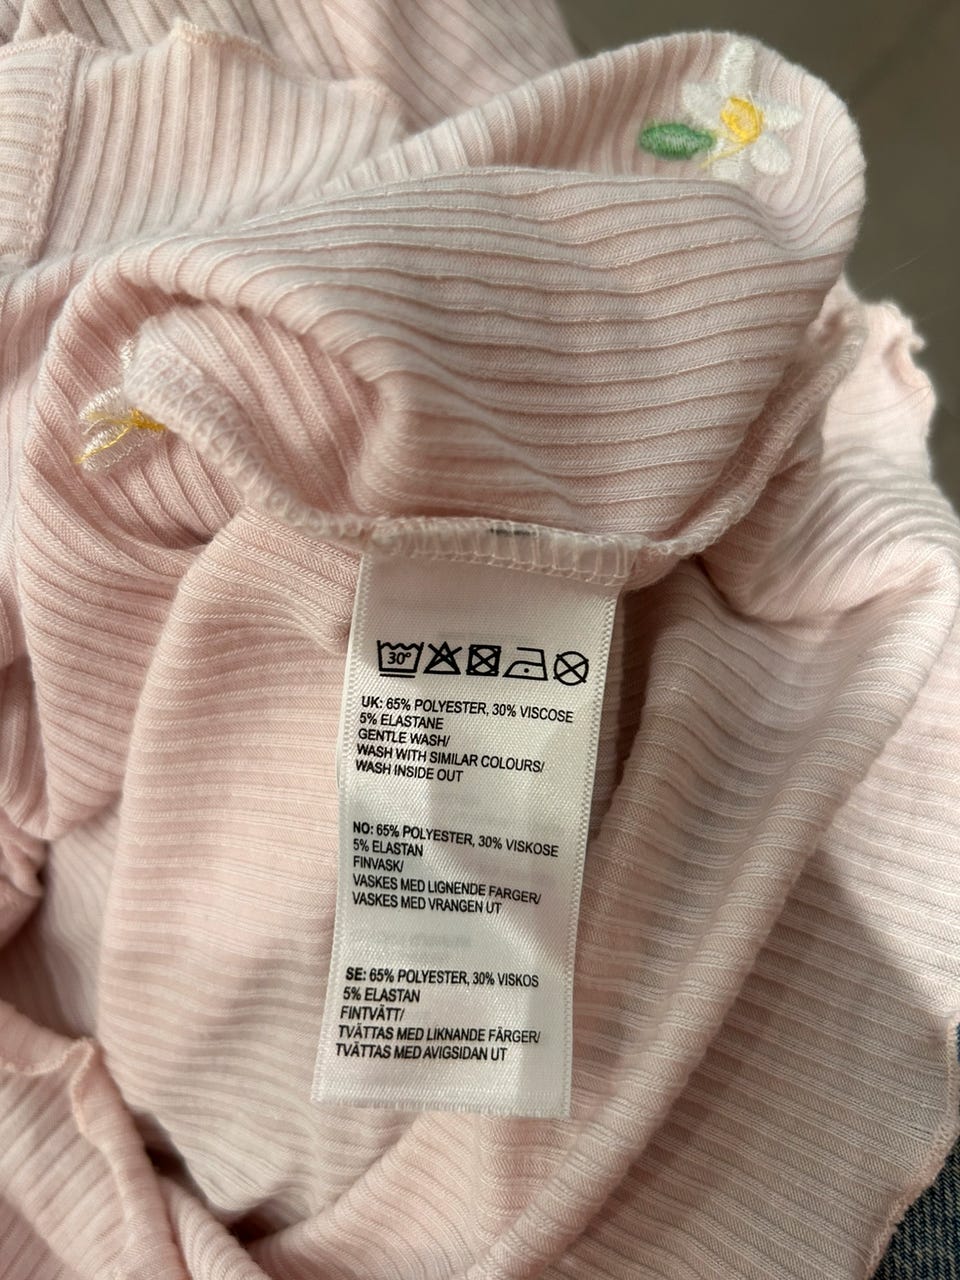 30°
UK: 65% POLYESTER, 30% VISCOSE
5% ELASTANE
GENTLE WASH/
WASH WITH SIMILAR COLOURS/
WASH INSIDE OUT
NO: 65% POLYESTER, 30% VISKOSE
5% ELASTAN
FINVASK/
VASKES MED LIGNENDE FARGER/
VASKES MED VRANGEN UT
SE: 65% POLYESTER, 30% VISKOS
5% ELASTAN
FINTVÄTT/
TVÄTTAS MED LIKNANDE FÄRGER/
TVÄTTAS MED AVIGSIDAN UT